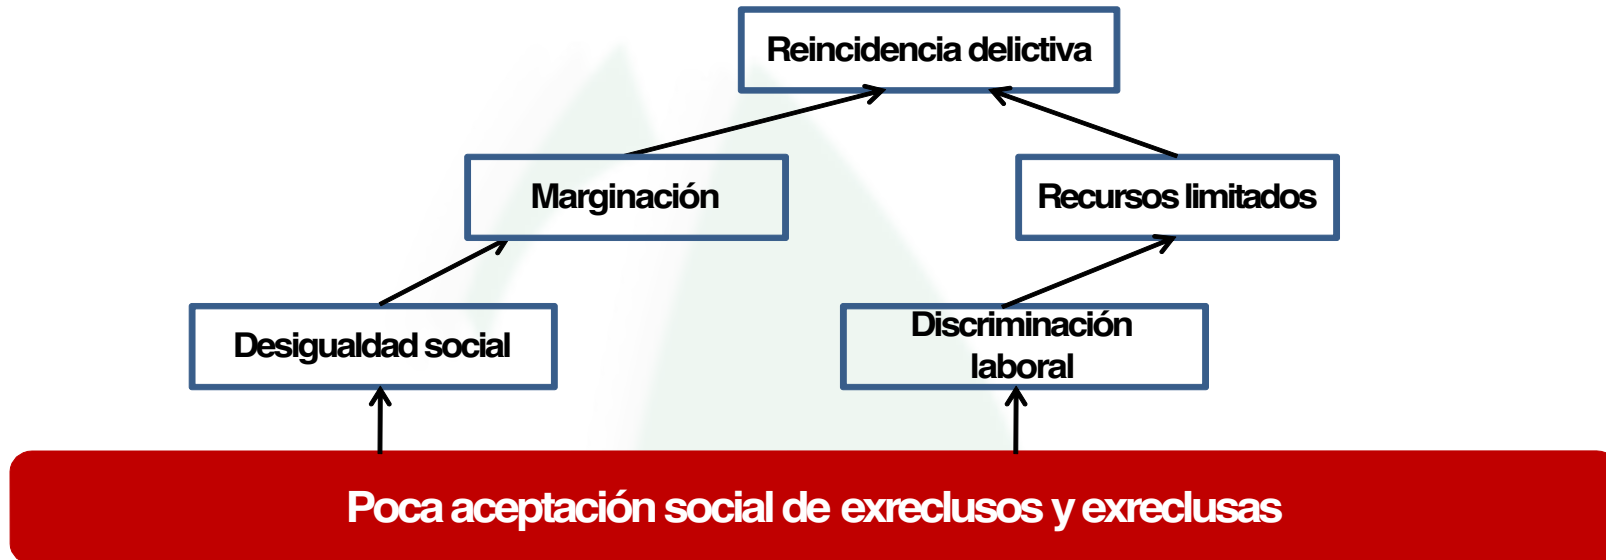 Reincidencia delictiva
Marginación
Recursos limitados
Desigualdad social
Discriminación
laboral
Poca aceptación social de exreclusos y exreclusas